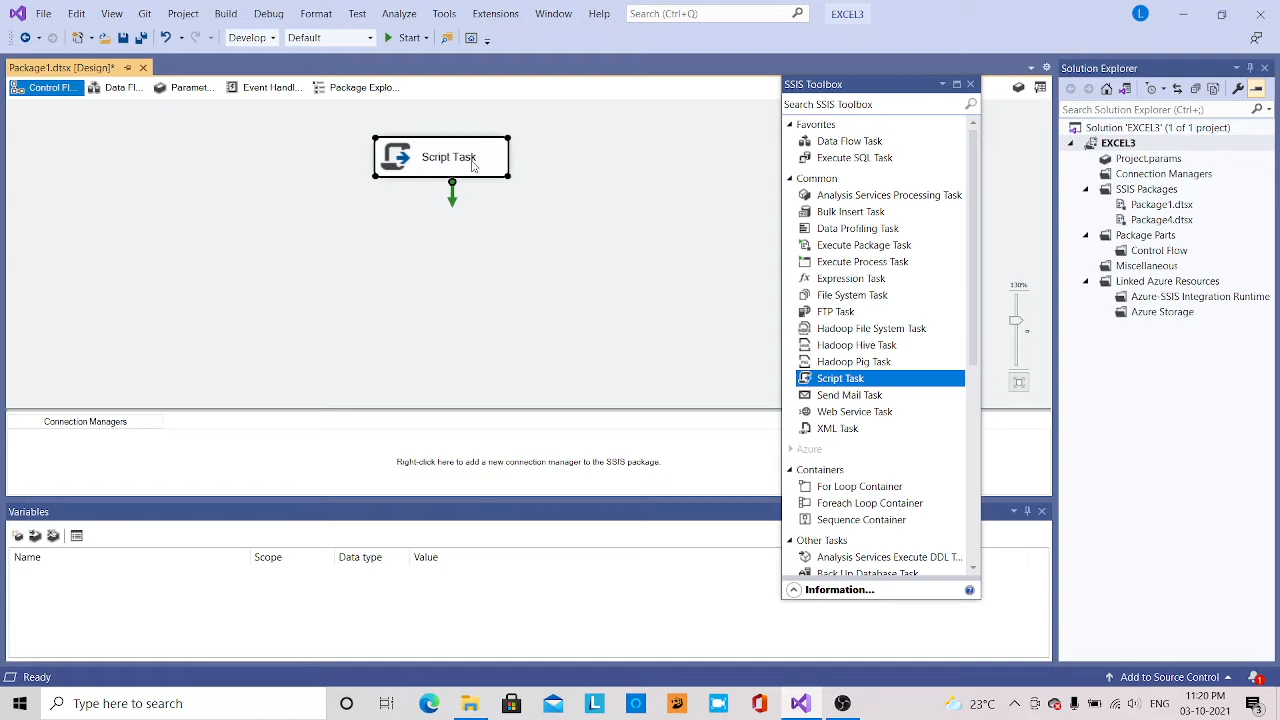 File Edit View Git Project Build Debug Format Test Analyze Tools Extensions Window Help Search (Ctrl+Q) EXCEL3 L
Develop Default Start
Package1.dtsx [Design]*
Control Fl... Data Fl... Paramet... Event Handl... Package Explo...
Script Task
130%
Connection Managers
Right-click here to add a new connection manager to the SSIS package.
Variables
Name Scope Data type Value
SSIS Toolbox
Search SSIS Toolbox
Favorites
Data Flow Task
Execute SQL Task
Common
Analysis Services Processing Task
Bulk Insert Task
Data Profiling Task
Execute Package Task
Execute Process Task
Expression Task
File System Task
FTP Task
Hadoop File System Task
Hadoop Hive Task
Hadoop Pig Task
Script Task
Send Mail Task
Web Service Task
XML Task
Azure
Containers
For Loop Container
Foreach Loop Container
Sequence Container
Other Tasks
Analysis Services Execute DDL T...
Back Up Database Task
Information...
Solution Explorer
Search Solution Explorer (Ctrl+;)
Solution 'EXCEL3' (1 of 1 project)
EXCEL3
Project.params
Connection Managers
SSIS Packages
Package1.dtsx
Package4.dtsx
Package Parts
Control Flow
Miscellaneous
Linked Azure Resources
Azure-SSIS Integration Runtime
Azure Storage
Ready Add to Source Control 1
Type here to search L 23°C ENG 11:20 PM
03-10-2021 3